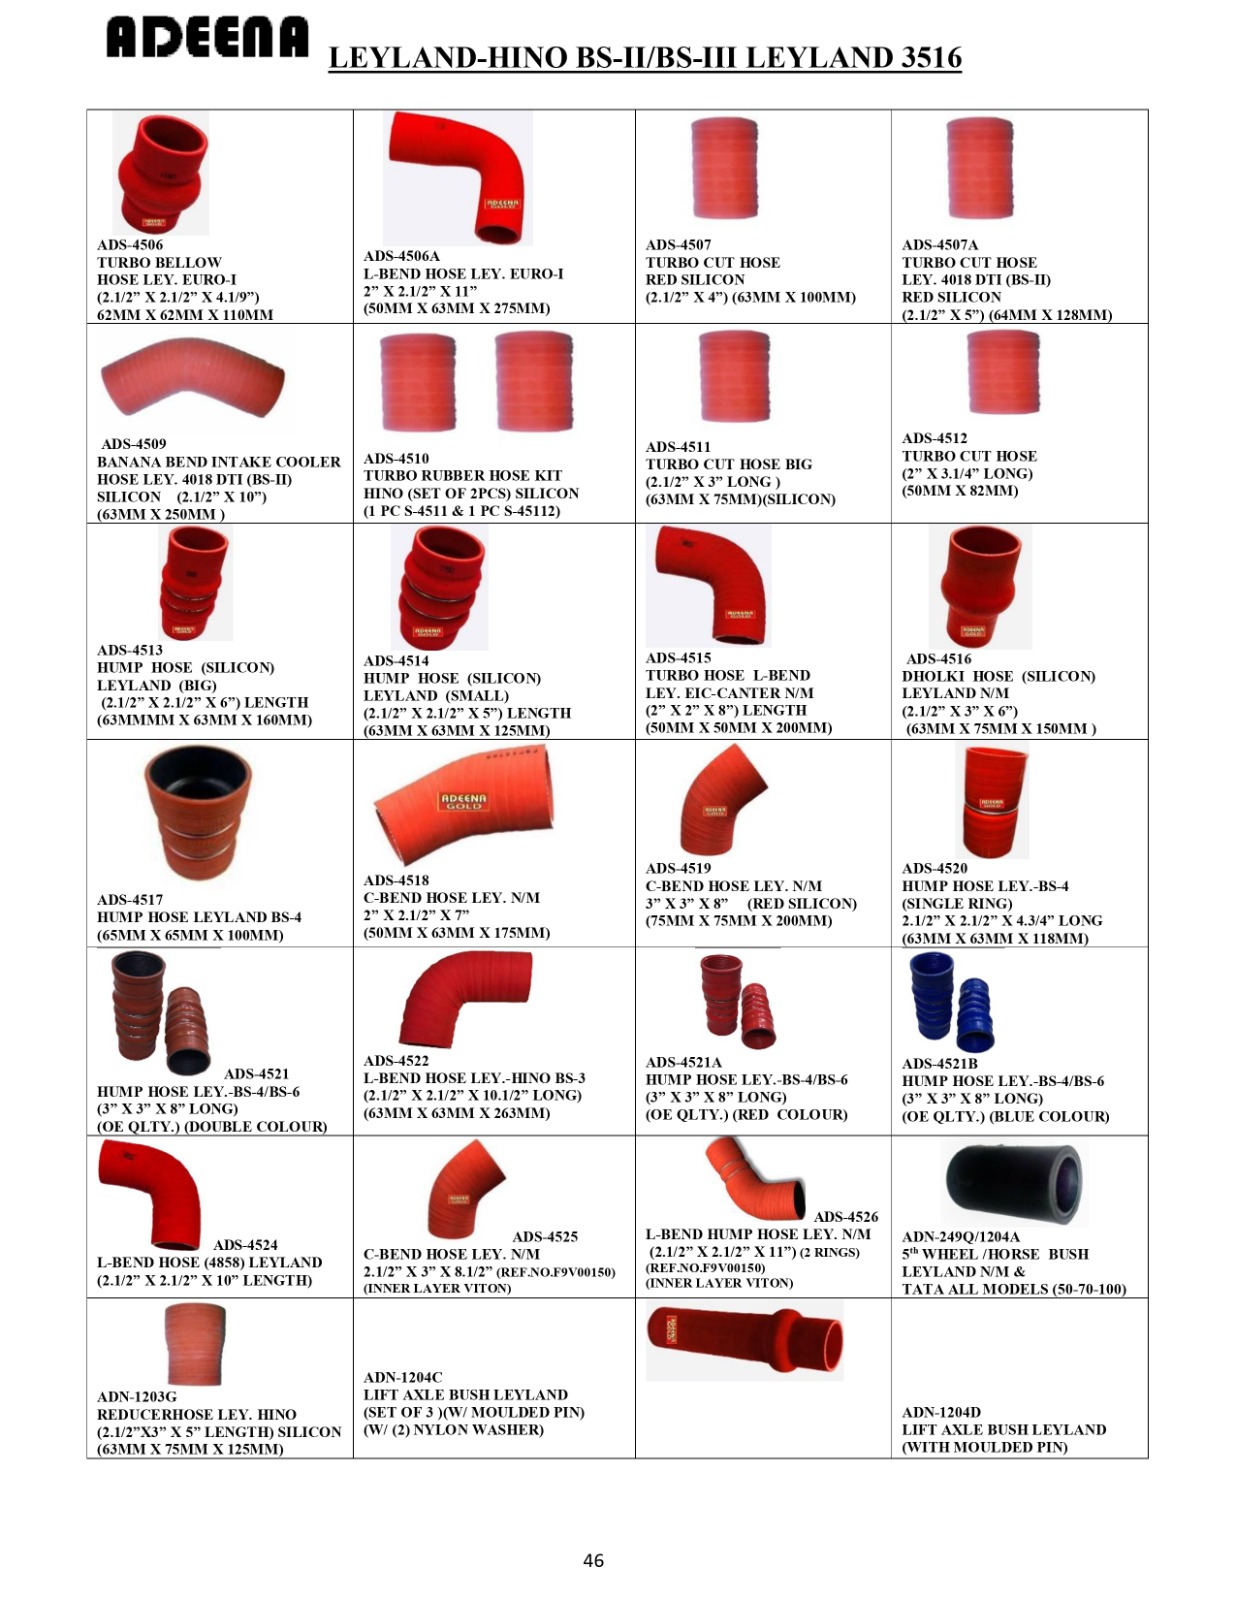 ADEENA
LEYLAND-HINO BS-II/BS-III LEYLAND 3516
ADEENA
GOLD
ADS-4506
TURBO BELLOW
HOSE LEY. EURO-I
(2.1/2” X 2.1/2” X 4.1/9”)
62MM X 62MM X 110MM
ADEENA
ADS-4506A
L-BEND HOSE LEY. EURO-I
2” X 2.1/2” X 11”
(50MM X 63MM X 275MM)
ADS-4507
TURBO CUT HOSE
RED SILICON
(2.1/2” X 4”) (63MM X 100MM)
ADS-4507A
TURBO CUT HOSE
LEY. 4018 DTI (BS-II)
RED SILICON
(2.1/2” X 5”) (64MM X 128MM)
ADS-4509
BANANA BEND INTAKE COOLER
HOSE LEY. 4018 DTI (BS-II)
SILICON (2.1/2” X 10”)
(63MM X 250MM )
ADS-4510
TURBO RUBBER HOSE KIT
HINO (SET OF 2PCS) SILICON
(1 PC S-4511 & 1 PC S-45112)
ADS-4511
TURBO CUT HOSE BIG
(2.1/2” X 3” LONG )
(63MM X 75MM)(SILICON)
ADS-4512
TURBO CUT HOSE
(2” X 3.1/4” LONG)
(50MM X 82MM)
ADEENA
GOLD
ADS-4513
HUMP HOSE (SILICON)
LEYLAND (BIG)
(2.1/2” X 2.1/2” X 6”) LENGTH
(63MMMM X 63MM X 160MM)
ADEENA
GOLD
ADS-4514
HUMP HOSE (SILICON)
LEYLAND (SMALL)
(2.1/2” X 2.1/2” X 5”) LENGTH
(63MM X 63MM X 125MM)
ADEENA
ADS-4515
TURBO HOSE L-BEND
LEY. EIC-CANTER N/M
(2” X 2” X 8”) LENGTH
(50MM X 50MM X 200MM)
ADEENA
GOLD
ADS-4516
DHOLKI HOSE (SILICON)
LEYLAND N/M
(2.1/2” X 3” X 6”)
(63MM X 75MM X 150MM )
ADS-4517
HUMP HOSE LEYLAND BS-4
(65MM X 65MM X 100MM)
ADEENA
GOLD
ADS-4518
C-BEND HOSE LEY. N/M
2” X 2.1/2” X 7”
(50MM X 63MM X 175MM)
ADEENA
GOLD
ADS-4519
C-BEND HOSE LEY. N/M
3” X 3” X 8” (RED SILICON)
(75MM X 75MM X 200MM)
ADEENA
GOLD
ADS-4520
HUMP HOSE LEY.-BS-4
(SINGLE RING)
2.1/2” X 2.1/2” X 4.3/4” LONG
(63MM X 63MM X 118MM)
ADS-4521
HUMP HOSE LEY.-BS-4/BS-6
(3” X 3” X 8” LONG)
(OE QLTY.) (DOUBLE COLOUR)
ADS-4522
L-BEND HOSE LEY.-HINO BS-3
(2.1/2” X 2.1/2” X 10.1/2” LONG)
(63MM X 63MM X 263MM)
ADS-4521A
HUMP HOSE LEY.-BS-4/BS-6
(3” X 3” X 8” LONG)
(OE QLTY.) (RED COLOUR)
ADS-4521B
HUMP HOSE LEY.-BS-4/BS-6
(3” X 3” X 8” LONG)
(OE QLTY.) (BLUE COLOUR)
ADS-4524
L-BEND HOSE (4858) LEYLAND
(2.1/2” X 2.1/2” X 10” LENGTH)
ADEENA
ADS-4525
C-BEND HOSE LEY. N/M
2.1/2” X 3” X 8.1/2” (REF.NO.F9V00150)
(INNER LAYER VITON)
ADS-4526
L-BEND HUMP HOSE LEY. N/M
(2.1/2” X 2.1/2” X 11”) (2 RINGS)
(REF.NO.F9V00150)
(INNER LAYER VITON)
ADN-249Q/1204A
5th WHEEL /HORSE BUSH
LEYLAND N/M &
TATA ALL MODELS (50-70-100)
ADN-1203G
REDUCERHOSE LEY. HINO
(2.1/2”X3” X 5” LENGTH) SILICON
(63MM X 75MM X 125MM)
ADN-1204C
LIFT AXLE BUSH LEYLAND
(SET OF 3 )(W/ MOULDED PIN)
(W/ (2) NYLON WASHER)
ADEENA
GOLD
ADN-1204D
LIFT AXLE BUSH LEYLAND
(WITH MOULDED PIN)
46